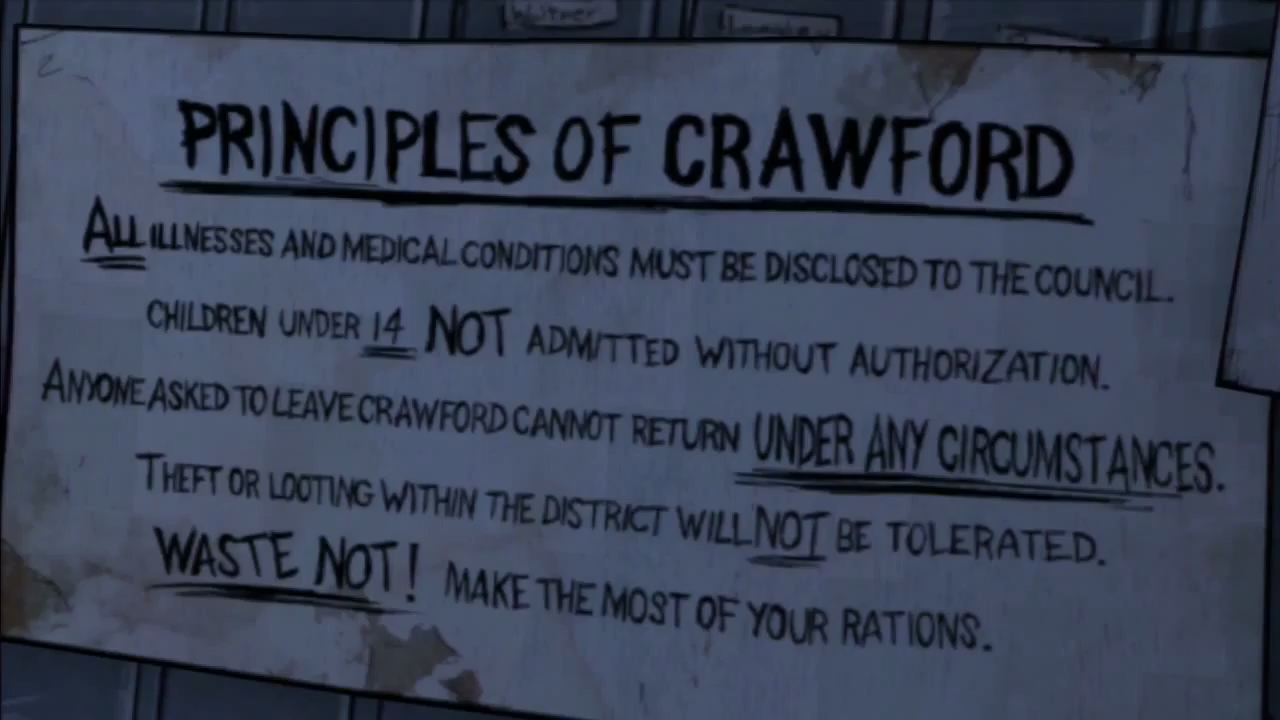 PRINCIPLES OF CRAWFORD
ALL ILLNESSES AND MEDICAL CONDITIONS MUST BE DISCLOSED TO THE COUNCIL.
CHILDREN UNDER 14 NOT ADMITTED WITHOUT AUTHORIZATION.
ANYONE ASKED TO LEAVE CRAWFORD CANNOT RETURN UNDER ANY CIRCUMSTANCES.
THEFT OR LOOTING WITHIN THE DISTRICT WILL NOT BE TOLERATED.
WASTE NOT! MAKE THE MOST OF YOUR RATIONS.